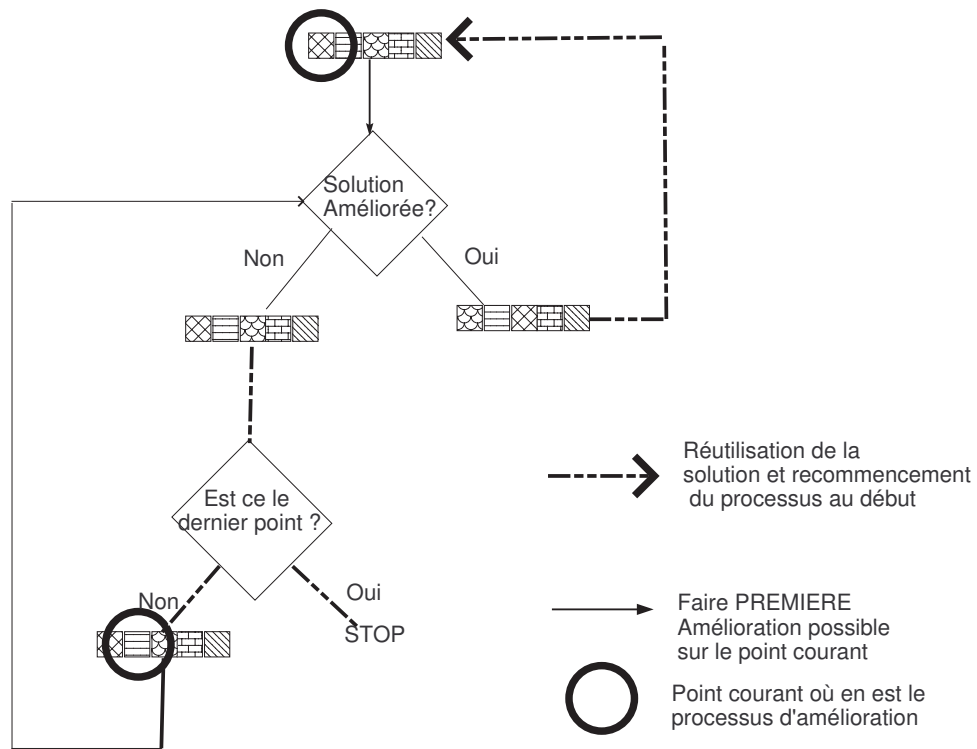 Solution
Améliorée?
Non
Oui
Est ce le
dernier point ?
Non
Oui
STOP
Réutilisation de la
solution et recommencement
du processus au début
Faire PREMIERE
Amélioration possible
sur le point courant
Point courant où en est le
processus d'amélioration